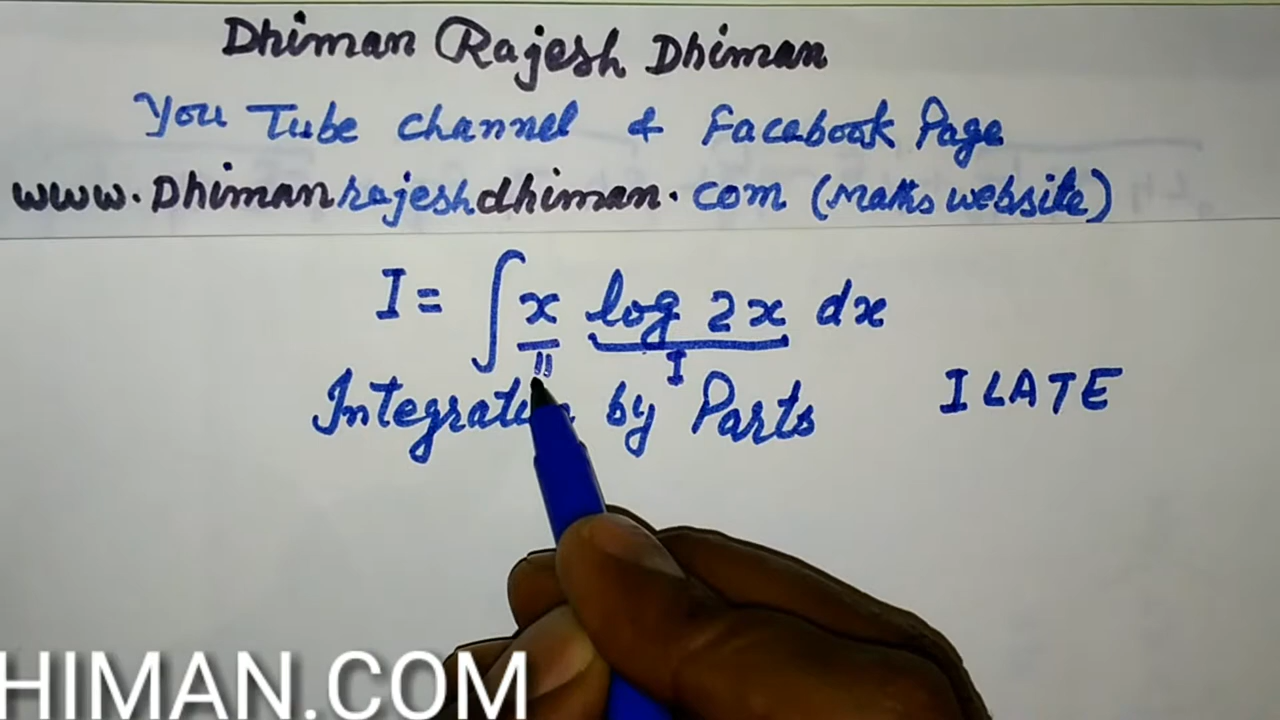 Dhiman Rajesh Dhiman
You Tube channel & Facebook Page
www.Dhimanrajeshdhiman.com (Maths website)
I = ∫ x log 2x dx
II I
by Parts
ILATE
HIMAN.COM